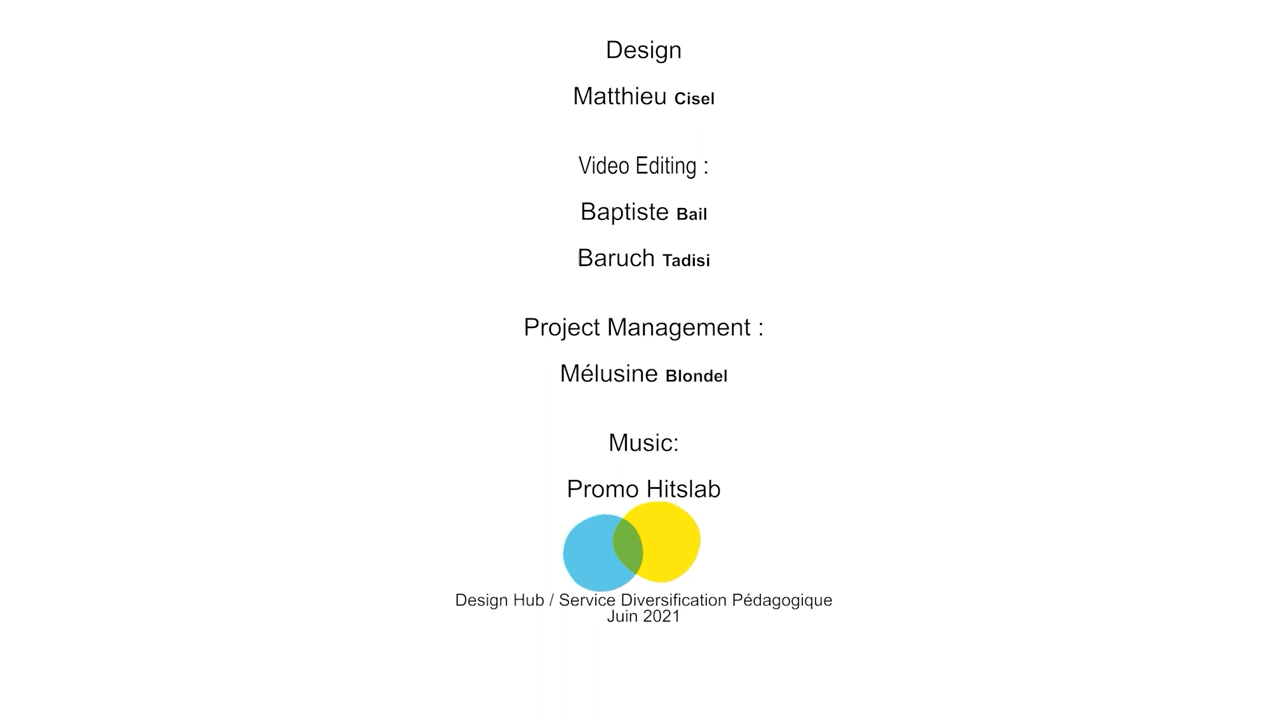 Design
Matthieu Cisel
Video Editing :
Baptiste Bail
Baruch Tadisi
Project Management :
Mélusine Blondel
Music:
Promo Hitslab
Design Hub / Service Diversification Pédagogique
Juin 2021